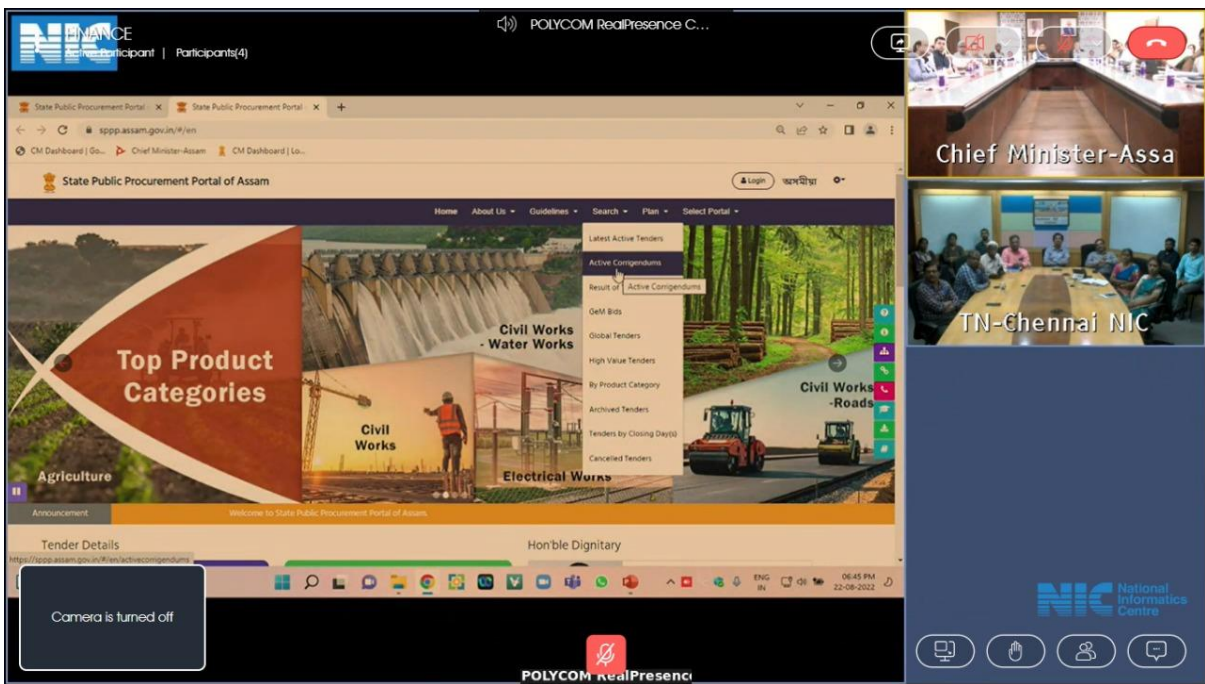 NIC
FINANCE
Active Participant | Participants(4)
POLYCOM RealPresence C...
State Public Procurement Portal
State Public Procurement Portal
sppp.assam.gov.in/#/en
CM Dashboard | Go...
Chief Minister-Assam
CM Dashboard | Lo...
State Public Procurement Portal of Assam
Login
অসমীয়া
Home
About Us
Guidelines
Search
Plan
Select Portal
Latest Active Tenders
Active Corrigendums
Result of
Active Corrigendums
GeM Bids
Global Tenders
High Value Tenders
By Product Category
Archived Tenders
Tenders by Closing Day(s)
Cancelled Tenders
Top Product
Categories
Civil Works
- Water Works
Civil
Works
Electrical Works
Civil Works
-Roads
Agriculture
Announcement
Welcome to State Public Procurement Portal of Assam.
Tender Details
Hon'ble Dignitary
https://sppp.assam.gov.in/#/en/activecorrigendums
ENG
IN
06:45 PM
22-08-2022
Camera is turned off
POLYCOM RealPresence
Chief Minister-Assa
TN-Chennai NIC
NIC
National
Informatics
Centre